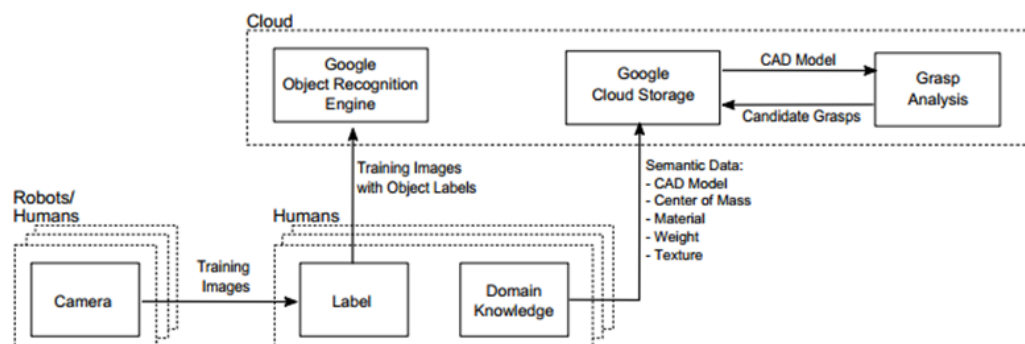 Cloud
Google
Object Recognition
Engine
Google
Cloud Storage
CAD Model
Candidate Grasps
Grasp
Analysis
Training Images
with Object Labels
Semantic Data:
- CAD Model
- Center of Mass
- Material
- Weight
- Texture
Robots/
Humans
Humans
Camera
Training
Images
Label
Domain
Knowledge